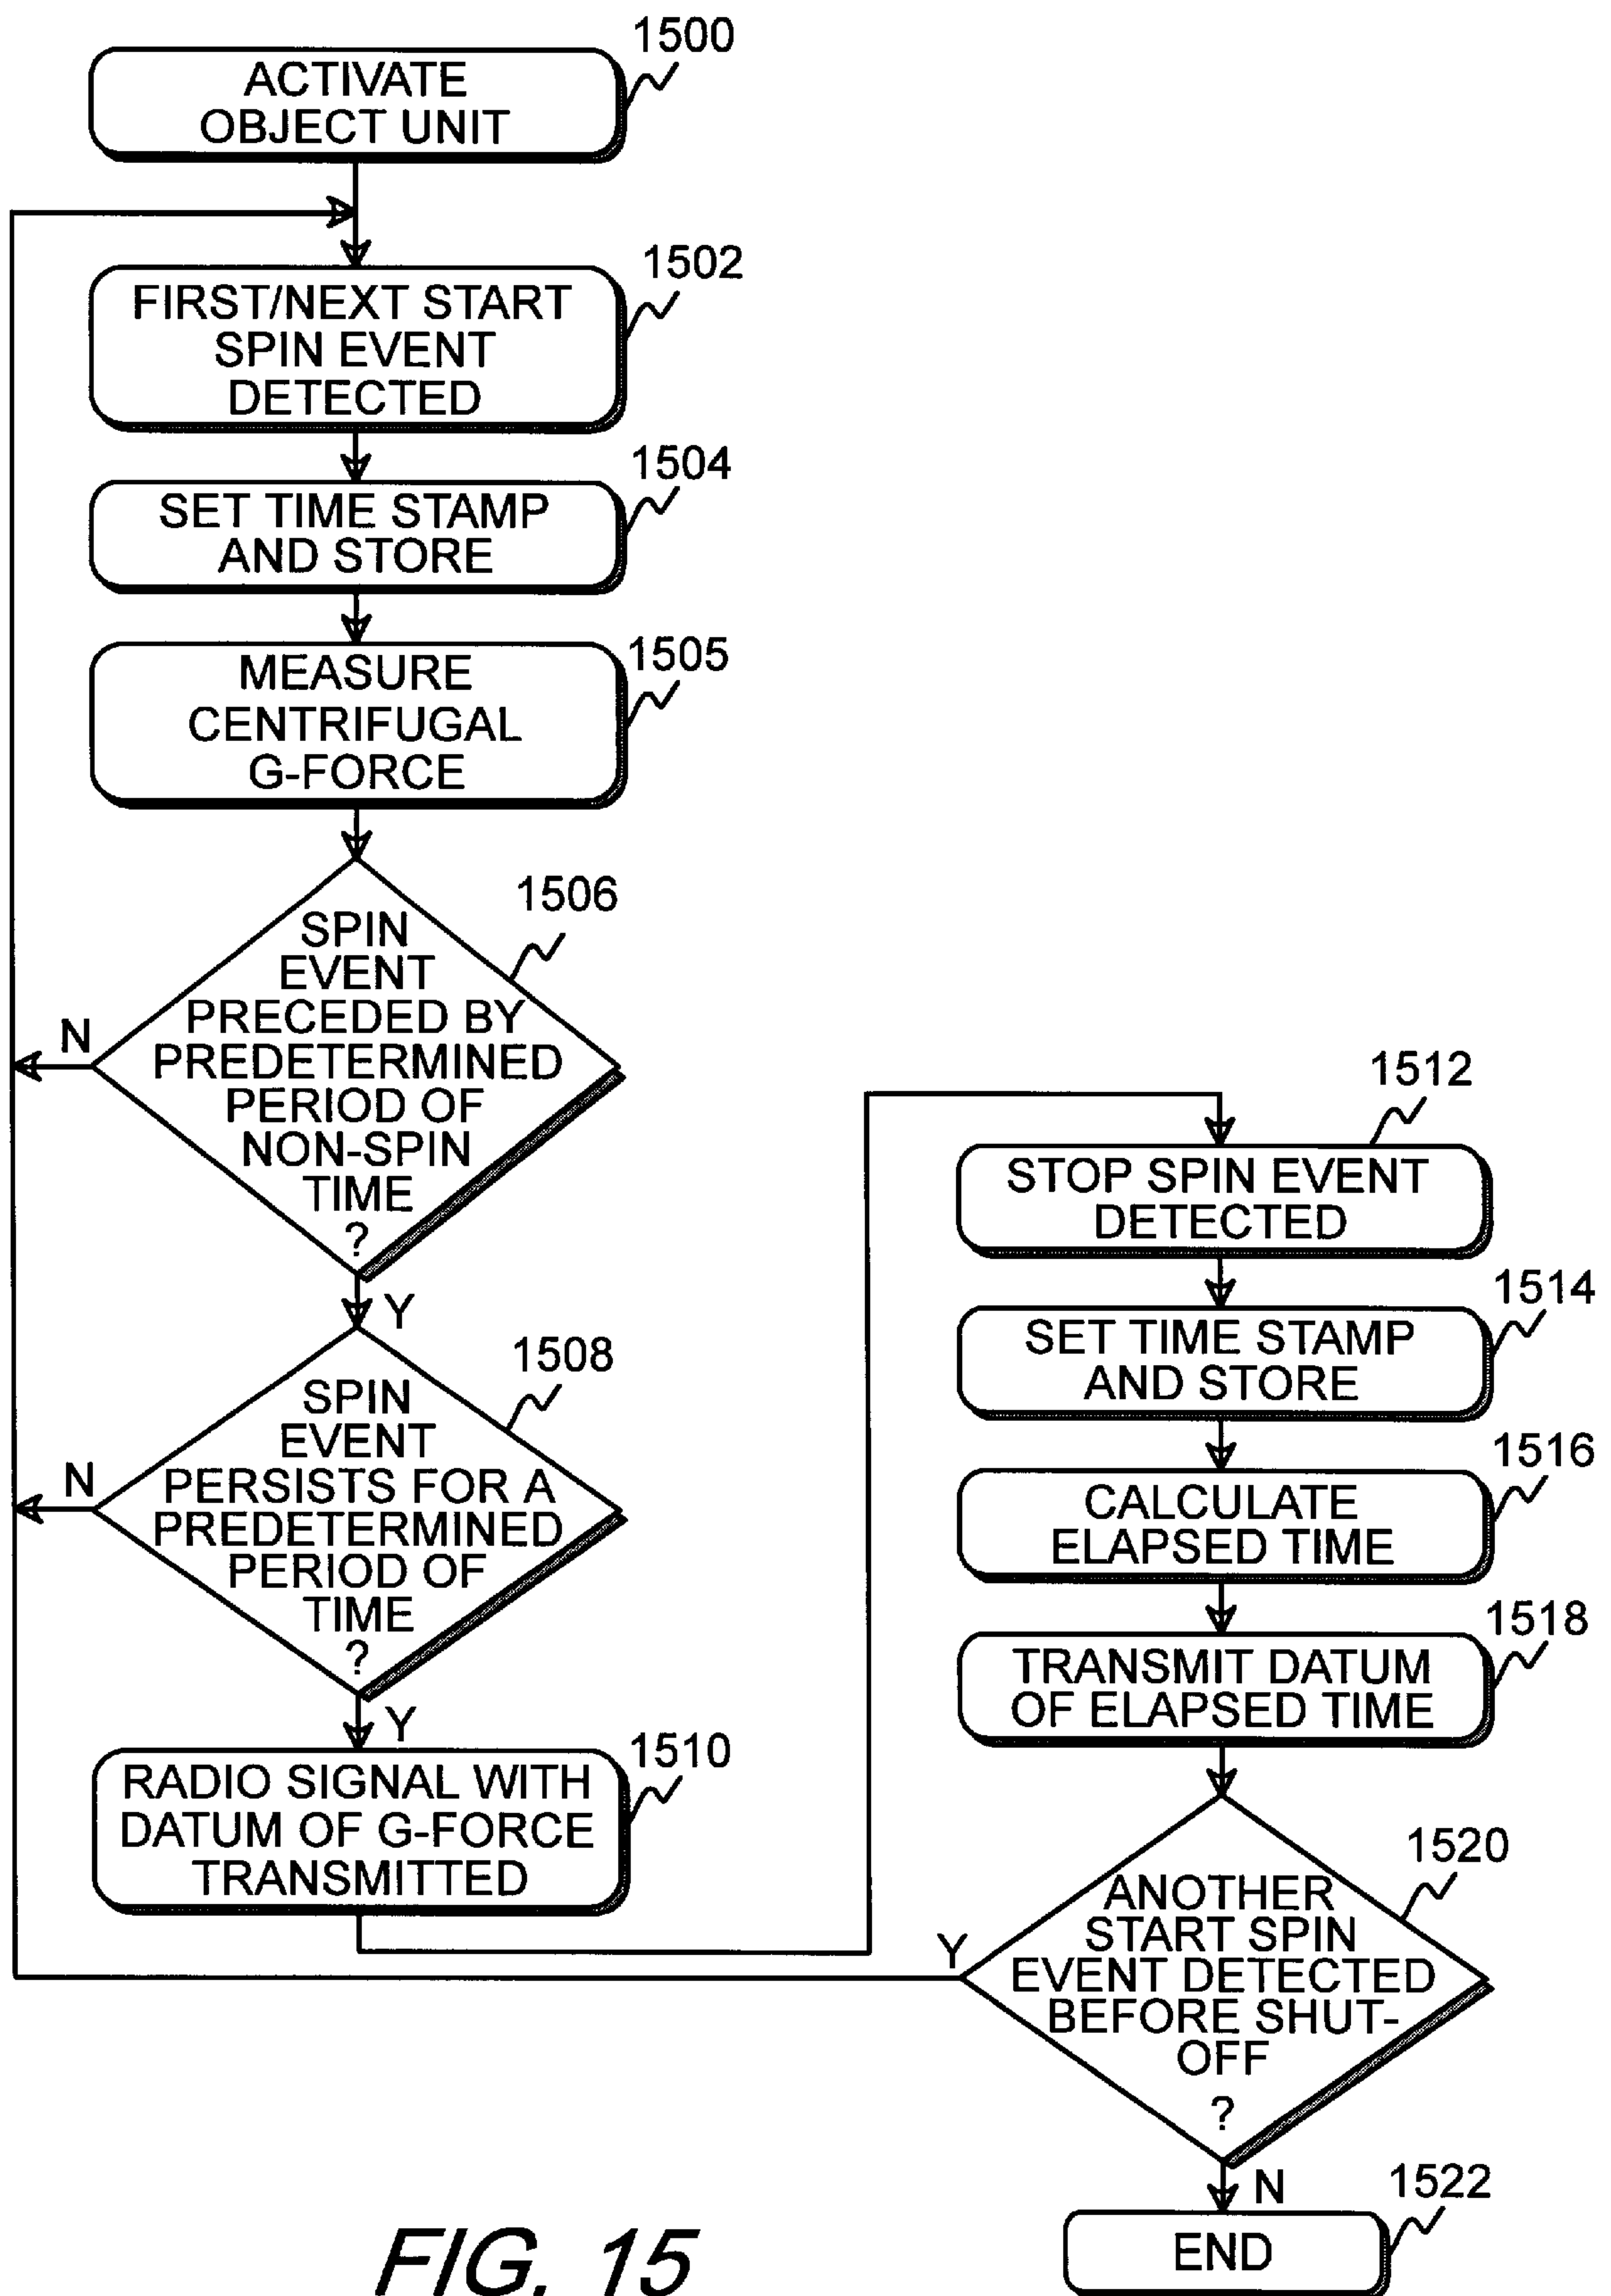 1500
ACTIVATE
OBJECT UNIT
1502
FIRST/NEXT START
SPIN EVENT
DETECTED
1504
SET TIME STAMP
AND STORE
1505
MEASURE
CENTRIFUGAL
G-FORCE
1506
SPIN
EVENT
PRECEDED BY
PREDETERMINED
PERIOD OF
NON-SPIN
TIME
?
N
Y
1508
SPIN
EVENT
PERSISTS FOR A
PREDETERMINED
PERIOD OF
TIME
?
N
Y
1510
RADIO SIGNAL WITH
DATUM OF G-FORCE
TRANSMITTED
1512
STOP SPIN EVENT
DETECTED
1514
SET TIME STAMP
AND STORE
1516
CALCULATE
ELAPSED TIME
1518
TRANSMIT DATUM
OF ELAPSED TIME
1520
ANOTHER
START SPIN
EVENT DETECTED
BEFORE SHUT-
OFF
?
Y
N
1522
END
FIG. 15